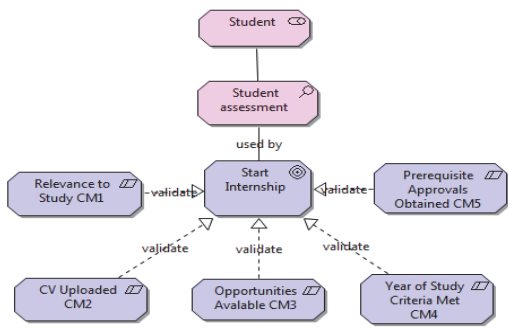 Student
Student
assessment
used by
Start
Internship
Relevance to
Study CM1
validate
validate
Prerequisite
Approvals
Obtained CM5
validate
validate
validate
CV Uploaded
CM2
Opportunities
Avalable CM3
Year of Study
Criteria Met
CM4